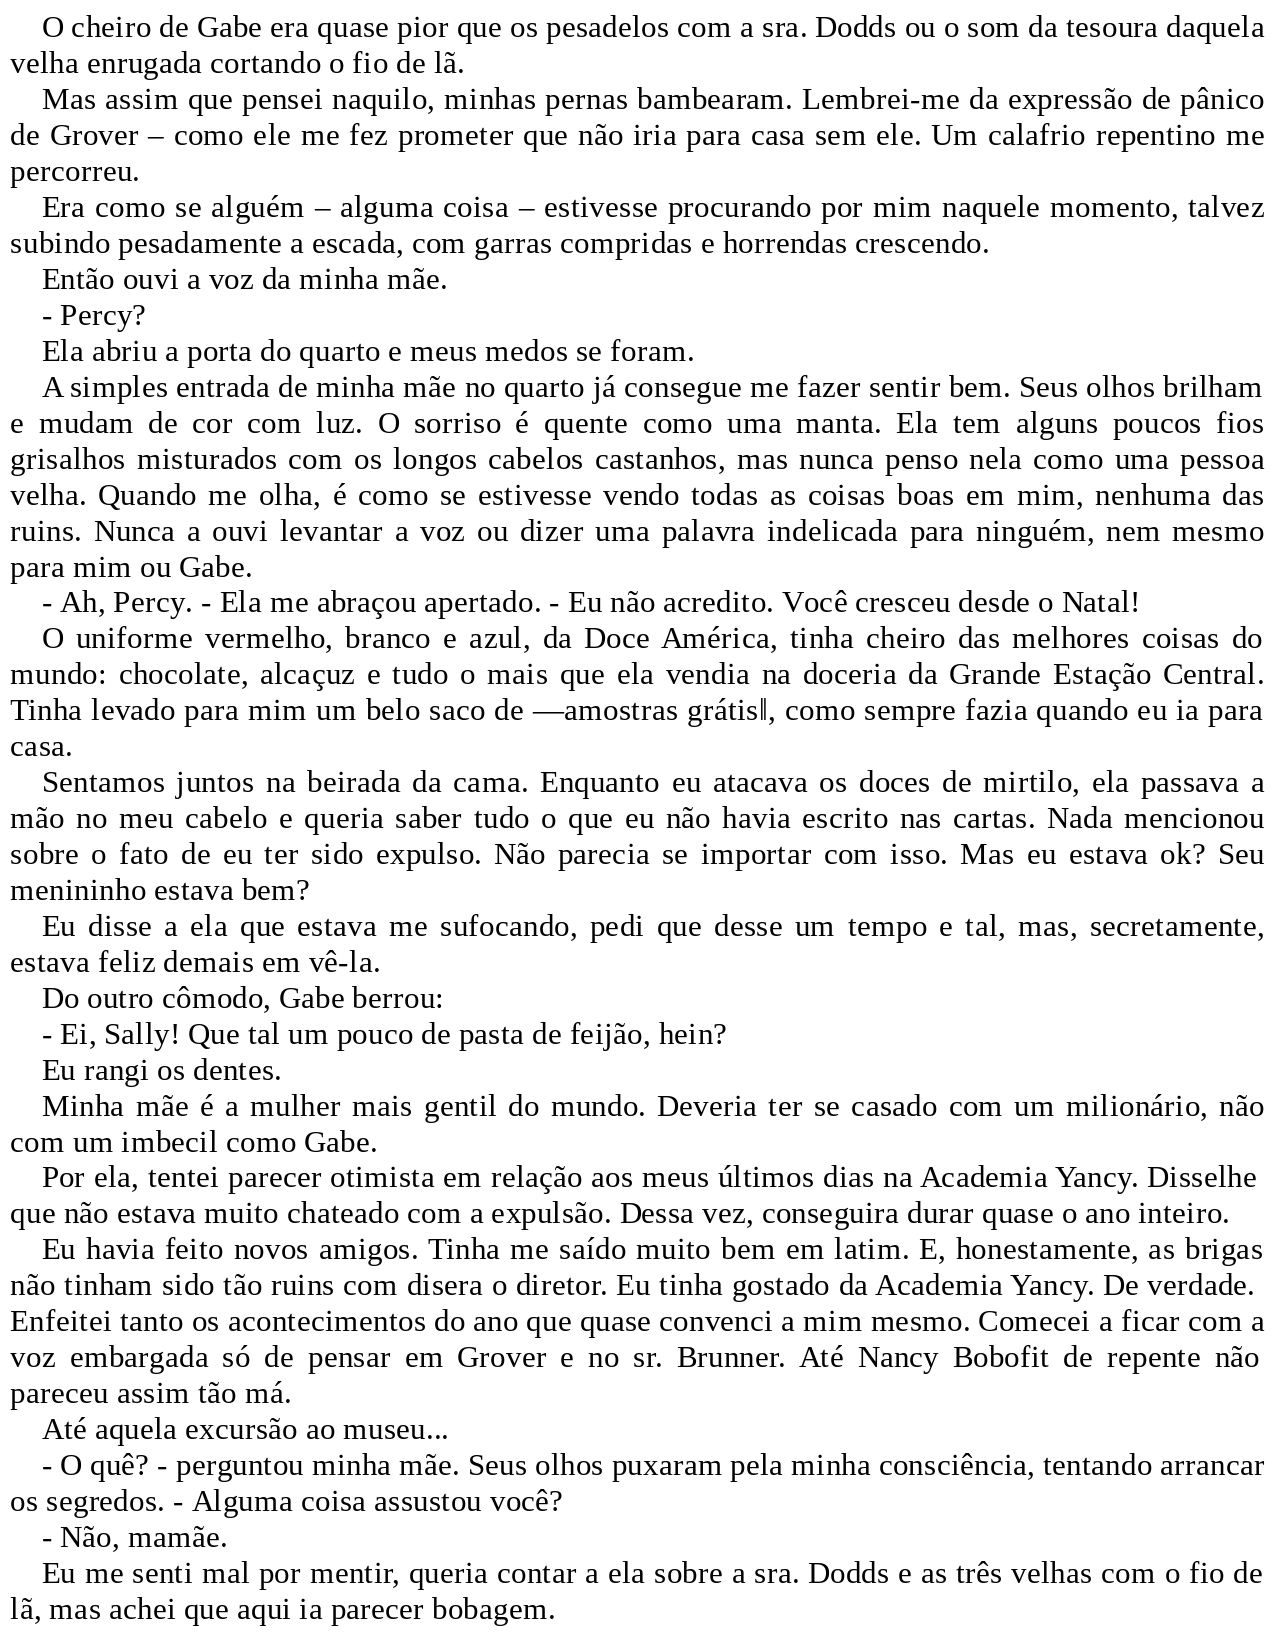 O cheiro de Gabe era quase pior que os pesadelos com a sra. Dodds ou o som da tesoura daquela
velha enrugada cortando o fio de lã.
Mas assim que pensei naquilo, minhas pernas bambearam. Lembrei-me da expressão de pânico
de Grover – como ele me fez prometer que não iria para casa sem ele. Um calafrio repentino me
percorreu.
Era como se alguém – alguma coisa – estivesse procurando por mim naquele momento, talvez
subindo pesadamente a escada, com garras compridas e horrendas crescendo.
Então ouvi a voz da minha mãe.
- Percy?
Ela abriu a porta do quarto e meus medos se foram.
A simples entrada de minha mãe no quarto já consegue me fazer sentir bem. Seus olhos brilham
e mudam de cor com luz. O sorriso é quente como uma manta. Ela tem alguns poucos fios
grisalhos misturados com os longos cabelos castanhos, mas nunca penso nela como uma pessoa
velha. Quando me olha, é como se estivesse vendo todas as coisas boas em mim, nenhuma das
ruins. Nunca a ouvi levantar a voz ou dizer uma palavra indelicada para ninguém, nem mesmo
para mim ou Gabe.
- Ah, Percy. - Ela me abraçou apertado. - Eu não acredito. Você cresceu desde o Natal!
O uniforme vermelho, branco e azul, da Doce América, tinha cheiro das melhores coisas do
mundo: chocolate, alcaçuz e tudo o mais que ela vendia na doceria da Grande Estação Central.
Tinha levado para mim um belo saco de ―amostras grátis‖, como sempre fazia quando eu ia para
casa.
Sentamos juntos na beirada da cama. Enquanto eu atacava os doces de mirtilo, ela passava a
mão no meu cabelo e queria saber tudo o que eu não havia escrito nas cartas. Nada mencionou
sobre o fato de eu ter sido expulso. Não parecia se importar com isso. Mas eu estava ok? Seu
menininho estava bem?
Eu disse a ela que estava me sufocando, pedi que desse um tempo e tal, mas, secretamente,
estava feliz demais em vê-la.
Do outro cômodo, Gabe berrou:
- Ei, Sally! Que tal um pouco de pasta de feijão, hein?
Eu rangi os dentes.
Minha mãe é a mulher mais gentil do mundo. Deveria ter se casado com um milionário, não
com um imbecil como Gabe.
Por ela, tentei parecer otimista em relação aos meus últimos dias na Academia Yancy. Disselhe
que não estava muito chateado com a expulsão. Dessa vez, conseguira durar quase o ano inteiro.
Eu havia feito novos amigos. Tinha me saído muito bem em latim. E, honestamente, as brigas
não tinham sido tão ruins com disera o diretor. Eu tinha gostado da Academia Yancy. De verdade.
Enfeitei tanto os acontecimentos do ano que quase convenci a mim mesmo. Comecei a ficar com a
voz embargada só de pensar em Grover e no sr. Brunner. Até Nancy Bobofit de repente não
pareceu assim tão má.
Até aquela excursão ao museu...
- O quê? - perguntou minha mãe. Seus olhos puxaram pela minha consciência, tentando arrancar
os segredos. - Alguma coisa assustou você?
- Não, mamãe.
Eu me senti mal por mentir, queria contar a ela sobre a sra. Dodds e as três velhas com o fio de
lã, mas achei que aqui ia parecer bobagem.